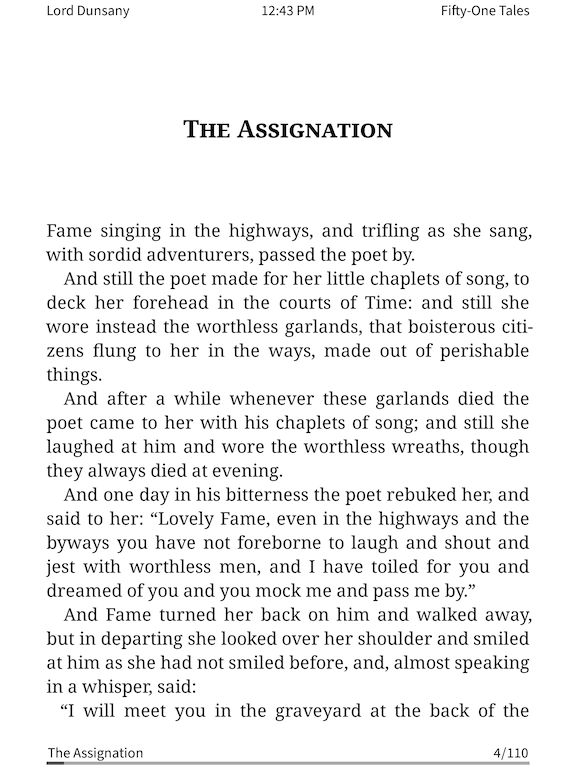 Lord Dunsany 12:43 PM Fifty-One Tales
The Assignation
Fame singing in the highways, and trifling as she sang,
with sordid adventurers, passed the poet by.
And still the poet made for her little chaplets of song, to
deck her forehead in the courts of Time: and still she
wore instead the worthless garlands, that boisterous citi-
zens flung to her in the ways, made out of perishable
things.
And after a while whenever these garlands died the
poet came to her with his chaplets of song; and still she
laughed at him and wore the worthless wreaths, though
they always died at evening.
And one day in his bitterness the poet rebuked her, and
said to her: “Lovely Fame, even in the highways and the
byways you have not foreborne to laugh and shout and
jest with worthless men, and I have toiled for you and
dreamed of you and you mock me and pass me by.”
And Fame turned her back on him and walked away,
but in departing she looked over her shoulder and smiled
at him as she had not smiled before, and, almost speaking
in a whisper, said:
“I will meet you in the graveyard at the back of the
The Assignation 4/110